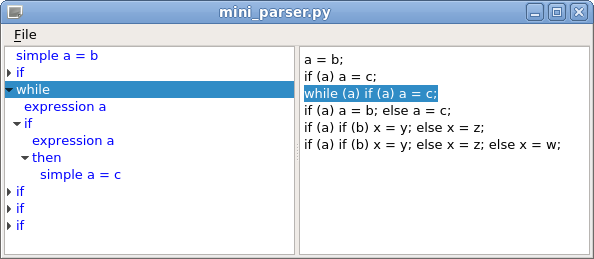 mini_parser.py
File
simple a = b
if
while
expression a
if
expression a
then
simple a = c
if
if
if
a = b;
if (a) a = c;
while (a) if (a) a = c;
if (a) a = b; else a = c;
if (a) if (b) x = y; else x = z;
if (a) if (b) x = y; else x = z; else x = w;